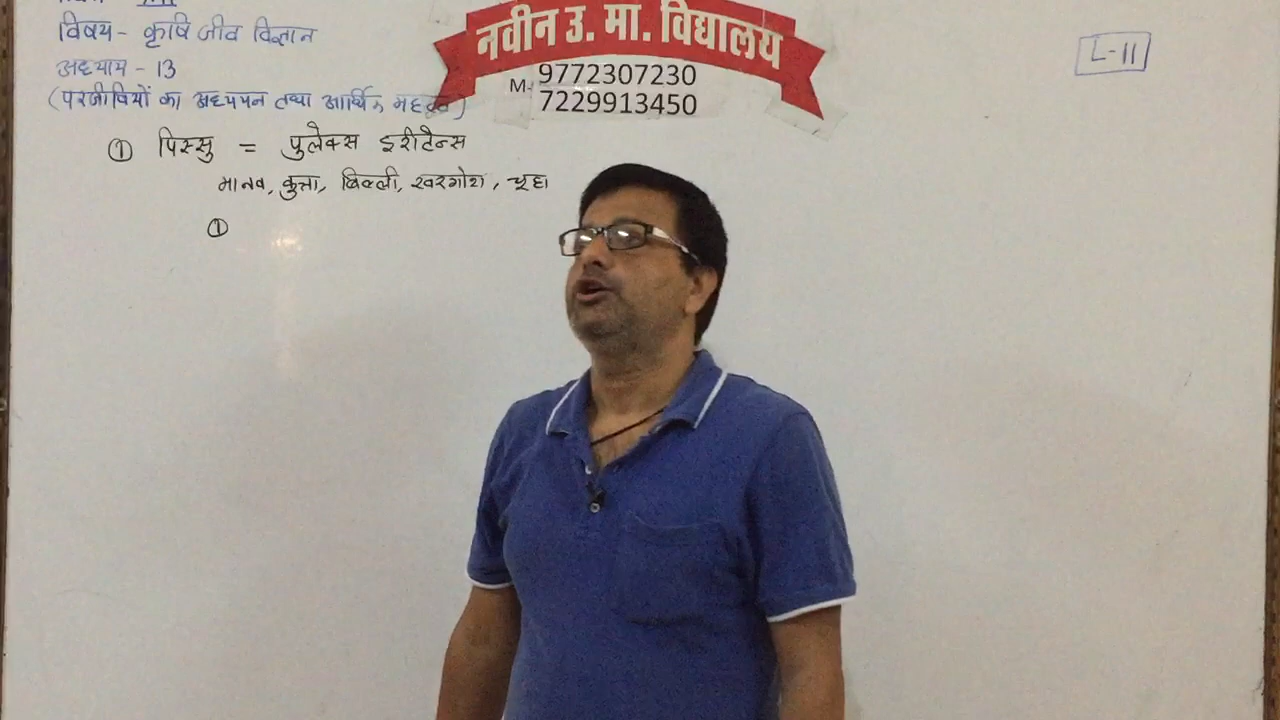 विषय - कृषि जीव विज्ञान
अध्याय - 13
(परजीवियों का अध्ययन तथा आर्थिक महत्व)
① पिस्सु = पुलेक्स इरीटेन्स
मानव, कुत्ता, बिल्ली, खरगोश, चूहा
①
नवीन उ. मा. विद्यालय
M- 9772307230
7229913450
L-11